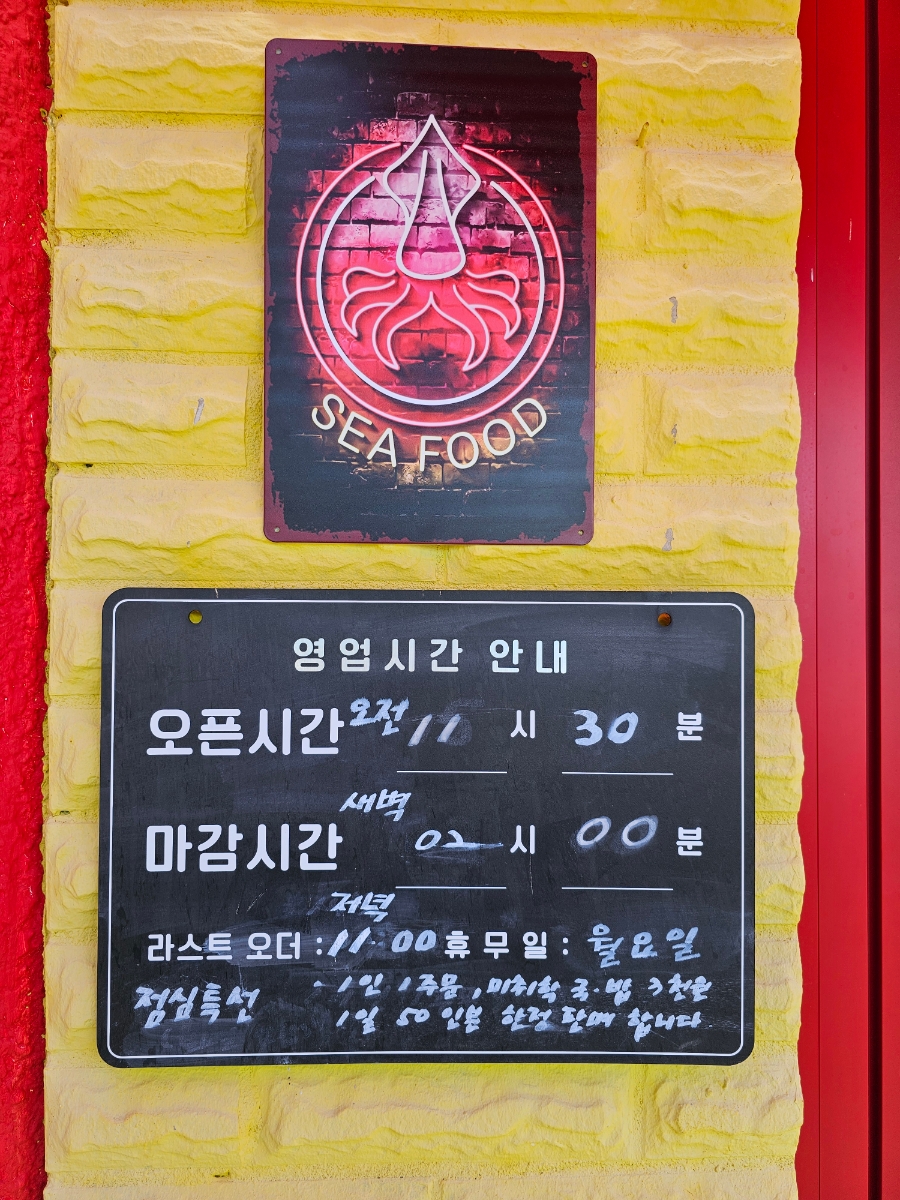 SEA FOOD
영업시간 안내
오픈시간 오전 11 시 30 분
마감시간 새벽 02 시 00 분
저녁
라스트 오더 : 11 00 휴무일 : 월요일
점심특선 - 1인 1주문, 미취학 국·밥 3천원
1일 50인분 한정 판매 합니다